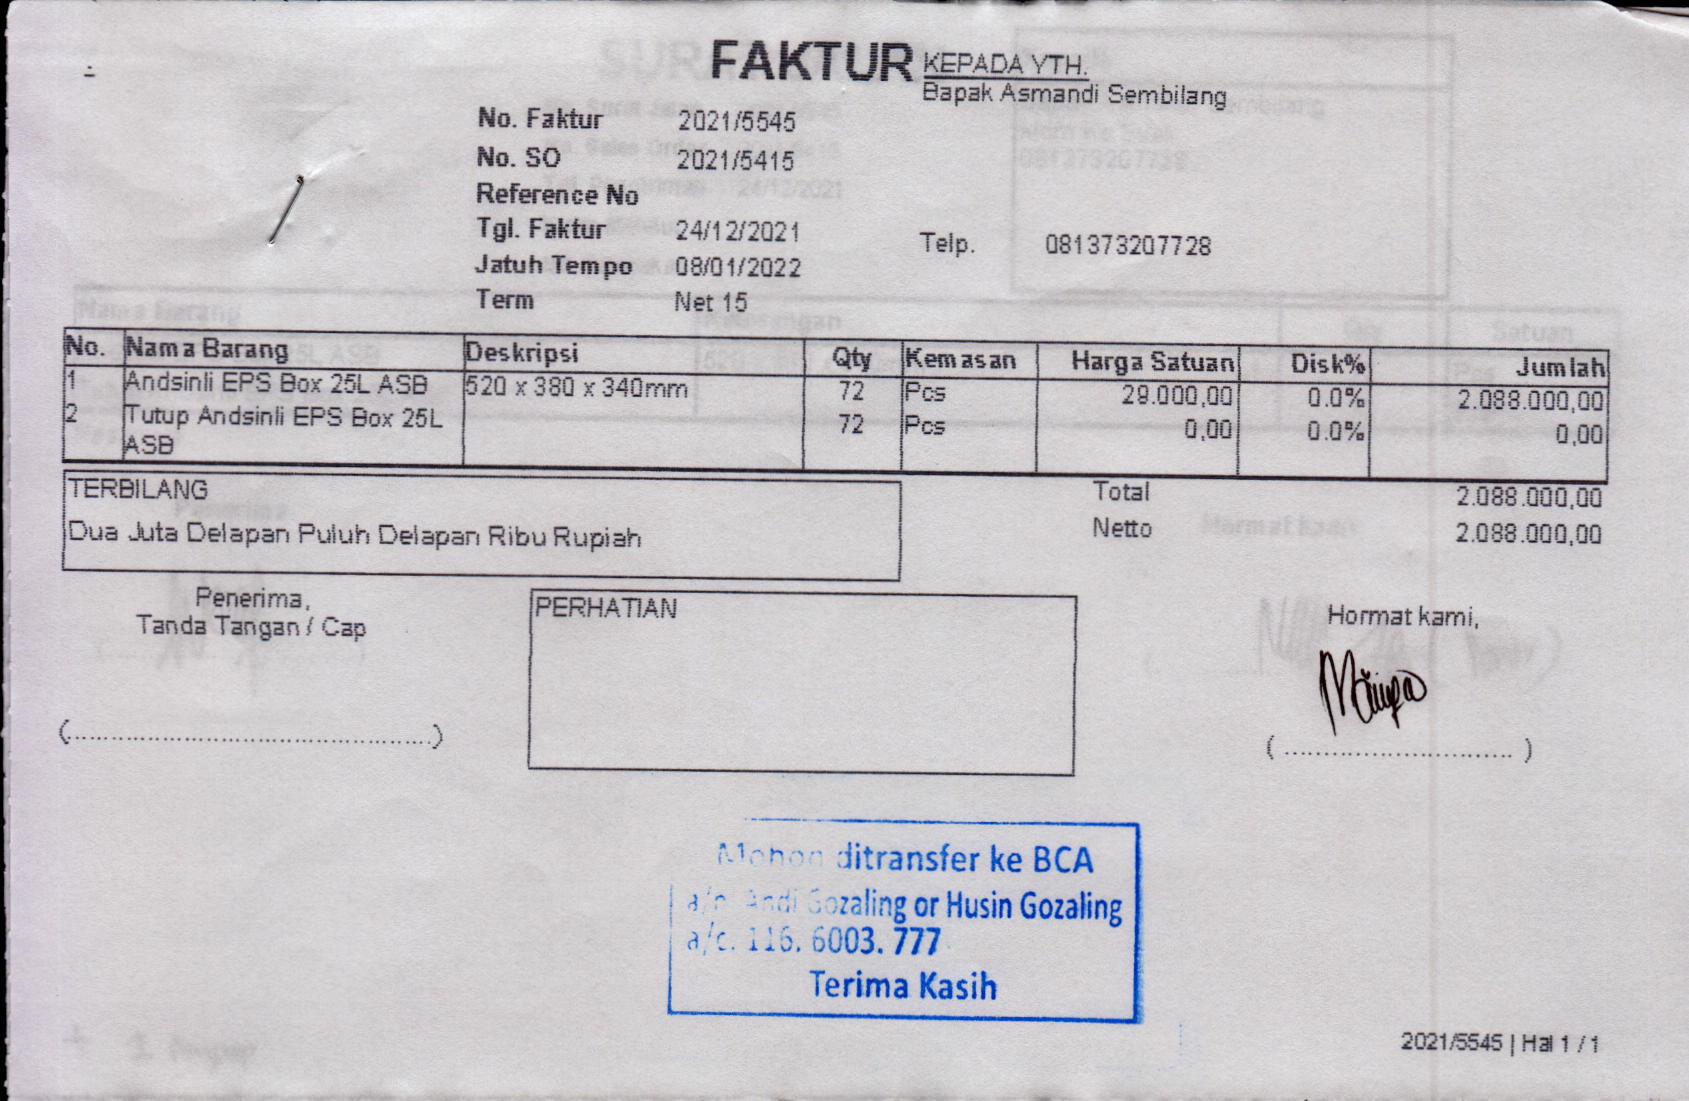 FAKTUR
KEPADA YTH.
Bapak Asmandi Sembilang
No. Faktur 2021/5545
No. SO 2021/5415
Reference No
Tgl. Faktur 24/12/2021
Jatuh Tempo 08/01/2022
Term Net 15
Telp. 081373207728
No. Nama Barang Deskripsi Qty Kemasan Harga Satuan Disk% Jumlah
1 Andsinli EPS Box 25L ASB 520 x 380 x 340mm 72 Pcs 29.000,00 0.0% 2.088.000,00
2 Tutup Andsinli EPS Box 25L 72 Pcs 0,00 0.0% 0,00
ASB
TERBILANG
Dua Juta Delapan Puluh Delapan Ribu Rupiah
Total 2.088.000,00
Netto 2.088.000,00
Penerima,
Tanda Tangan / Cap
(................................................)
PERHATIAN
Hormat kami,
( .............................. )
Mohon ditransfer ke BCA
a/n. Andi Gozaling or Husin Gozaling
a/c. 116. 6003. 777
Terima Kasih
2021/5545 | Hal 1 / 1